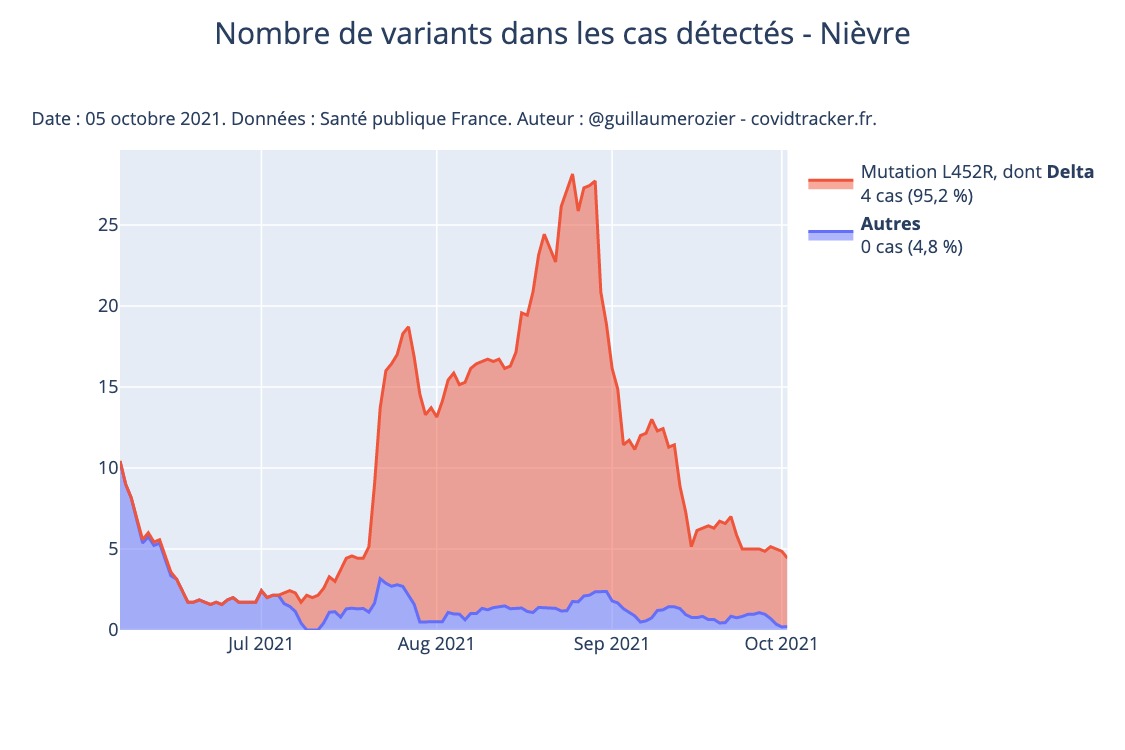 Nombre de variants dans les cas détectés - Nièvre
Date : 05 octobre 2021. Données : Santé publique France. Auteur : @guillaumerozier - covidtracker.fr.
Mutation L452R, dont Delta
4 cas (95,2 %)
Autres
0 cas (4,8 %)
25
20
15
10
5
0
Jul 2021
Aug 2021
Sep 2021
Oct 2021